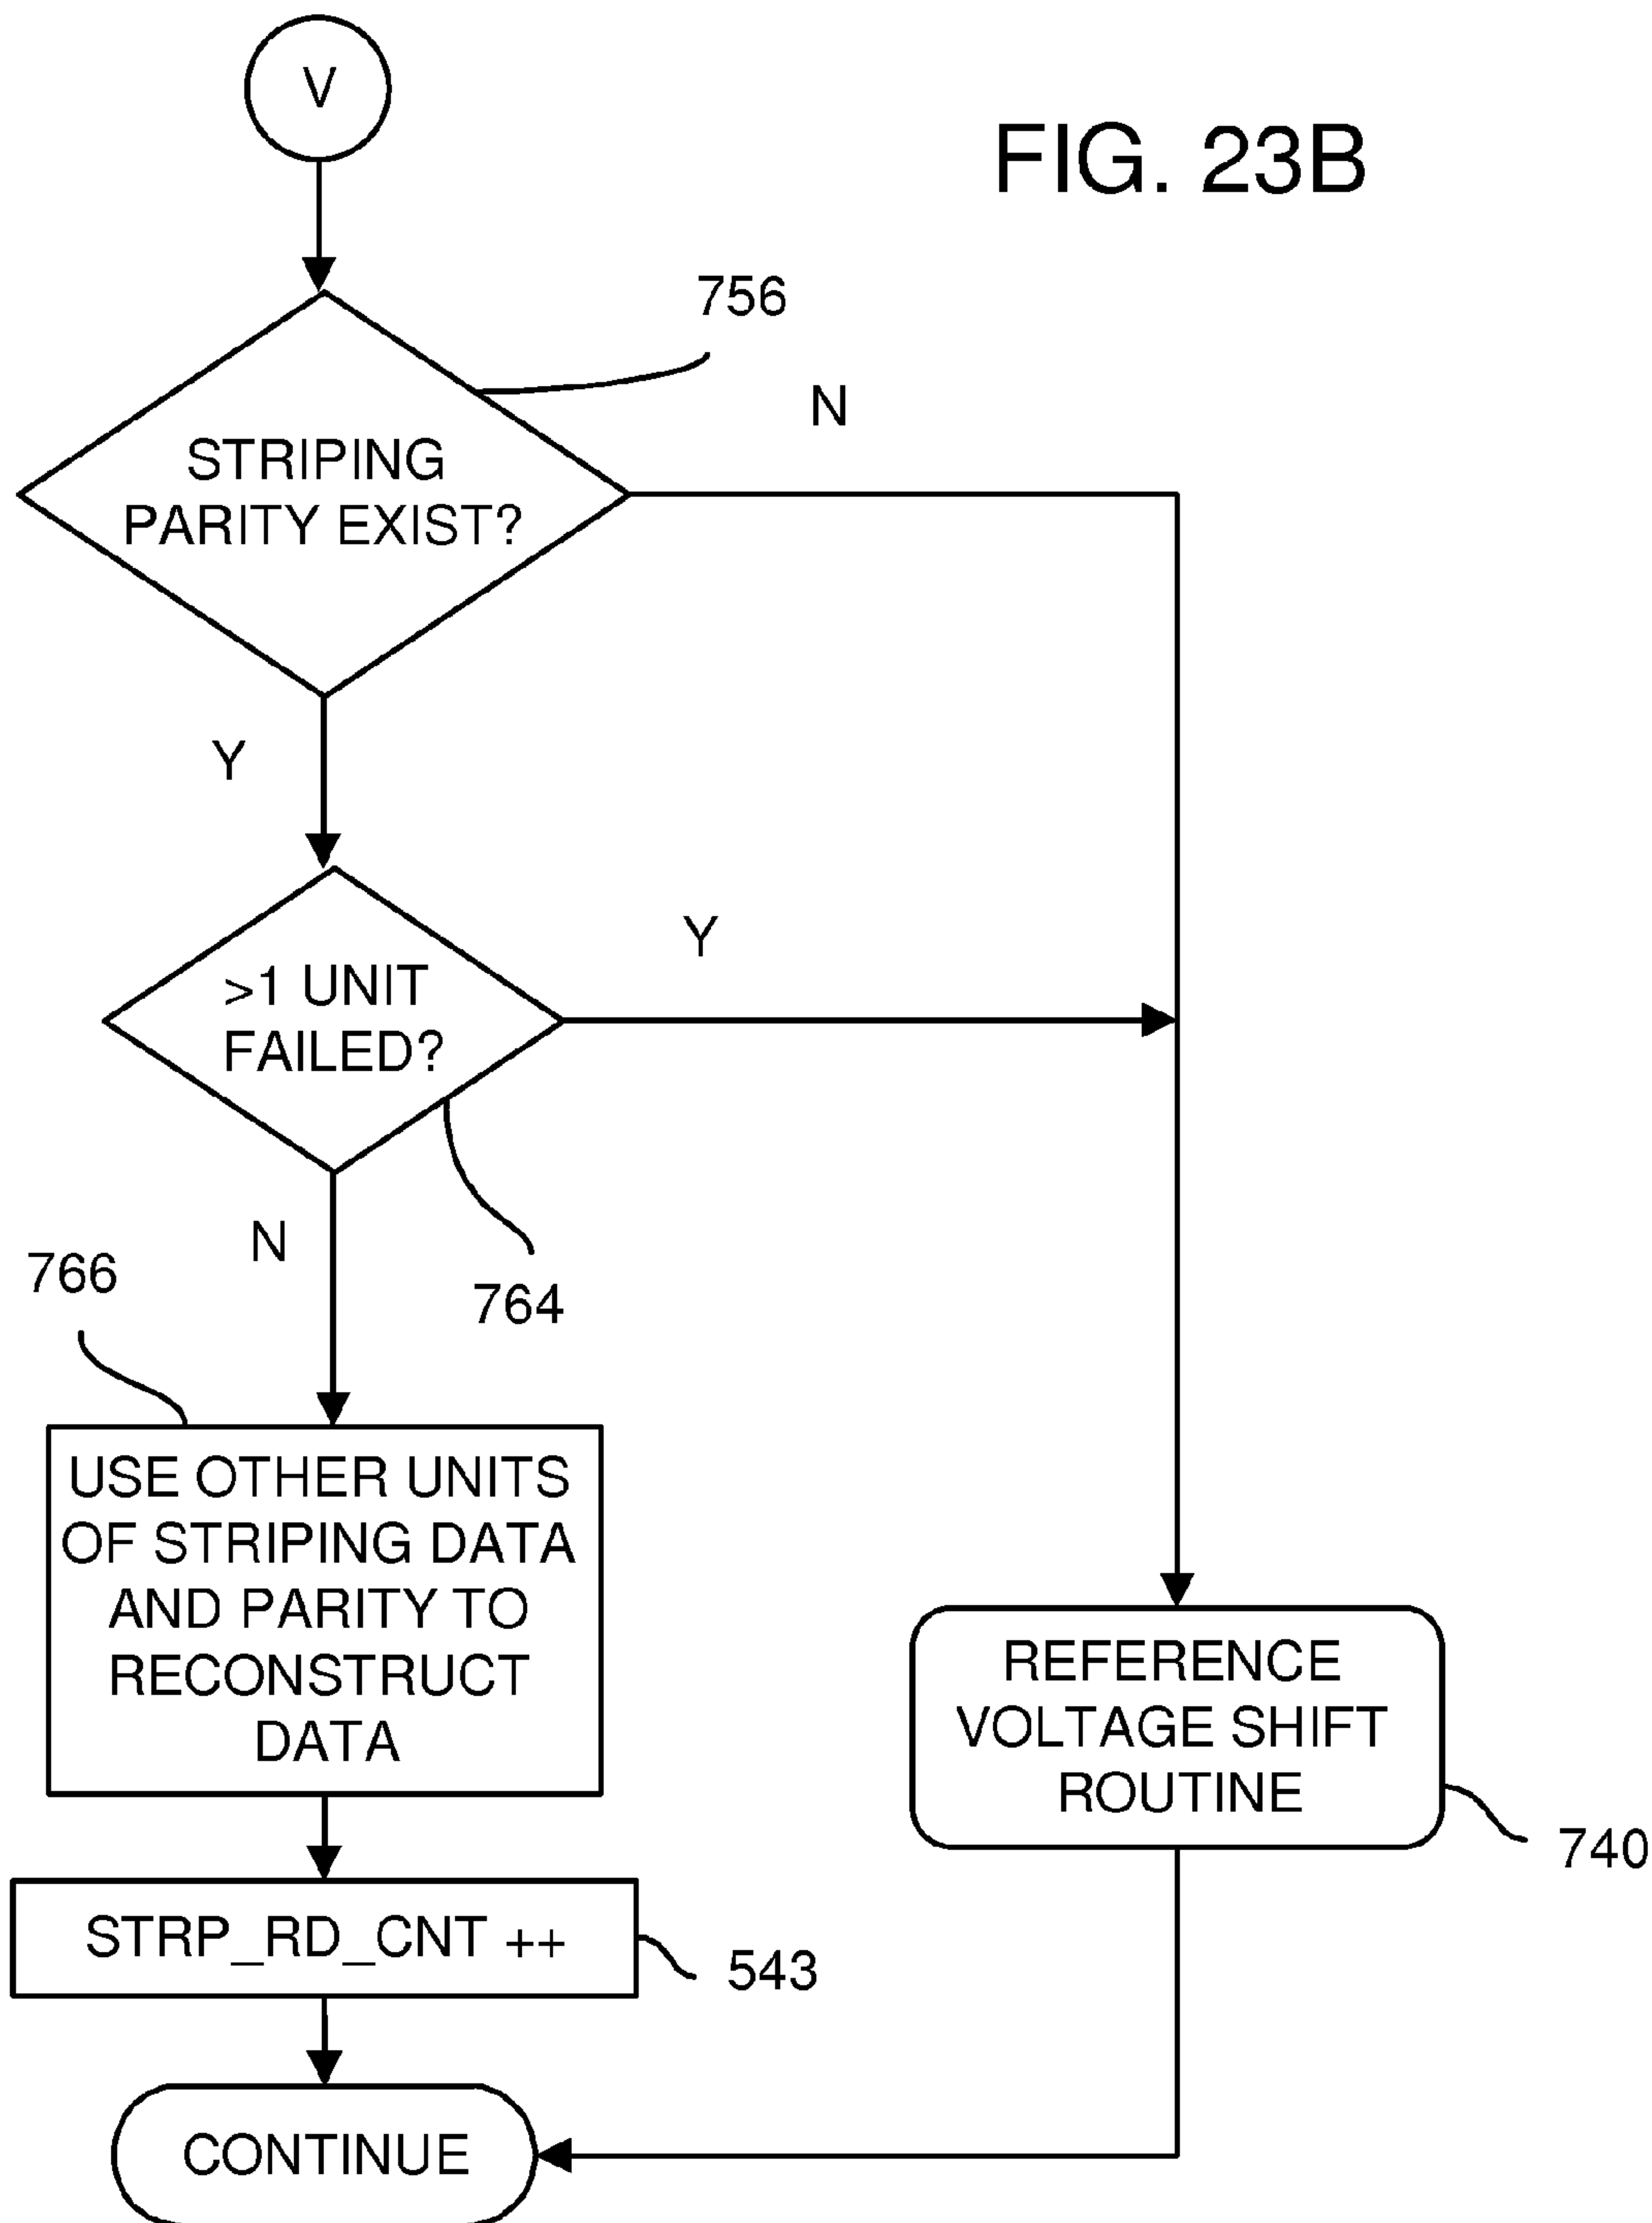 V
FIG. 23B
756
N
STRIPING
PARITY EXIST?
Y
Y
>1 UNIT
FAILED?
N
766
764
USE OTHER UNITS
OF STRIPING DATA
AND PARITY TO
RECONSTRUCT
DATA
REFERENCE
VOLTAGE SHIFT
ROUTINE
740
STRP_RD_CNT ++
543
CONTINUE